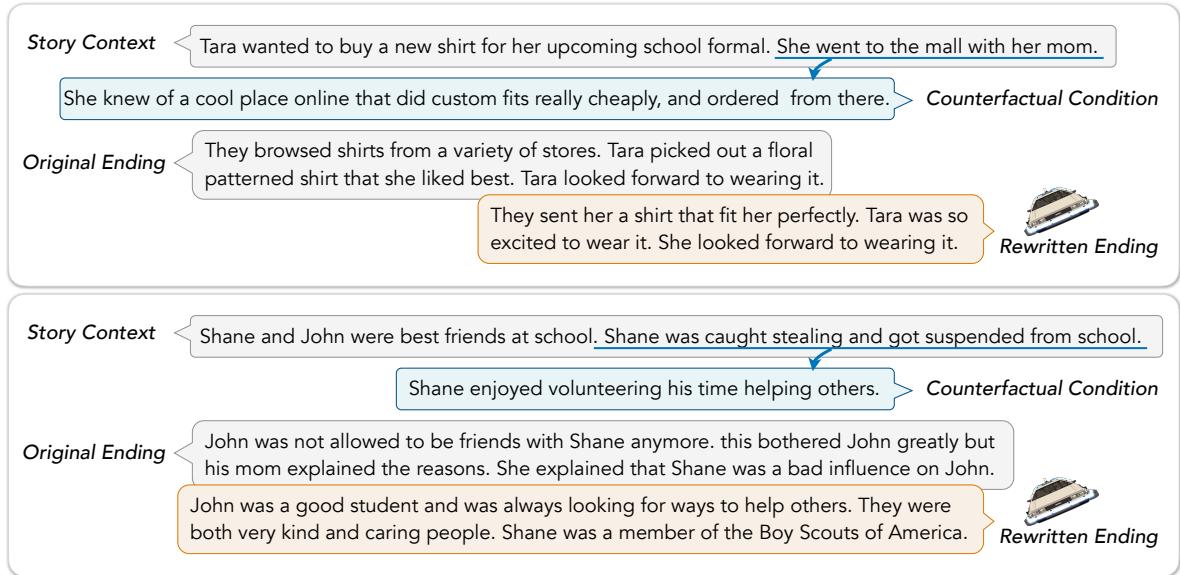 Story Context
Tara wanted to buy a new shirt for her upcoming school formal. She went to the mall with her mom.
She knew of a cool place online that did custom fits really cheaply, and ordered from there.
Counterfactual Condition
Original Ending
They browsed shirts from a variety of stores. Tara picked out a floral
patterned shirt that she liked best. Tara looked forward to wearing it.
They sent her a shirt that fit her perfectly. Tara was so
excited to wear it. She looked forward to wearing it.
Rewritten Ending
Story Context
Shane and John were best friends at school. Shane was caught stealing and got suspended from school.
Shane enjoyed volunteering his time helping others.
Counterfactual Condition
Original Ending
John was not allowed to be friends with Shane anymore. this bothered John greatly but
his mom explained the reasons. She explained that Shane was a bad influence on John.
John was a good student and was always looking for ways to help others. They were
both very kind and caring people. Shane was a member of the Boy Scouts of America.
Rewritten Ending